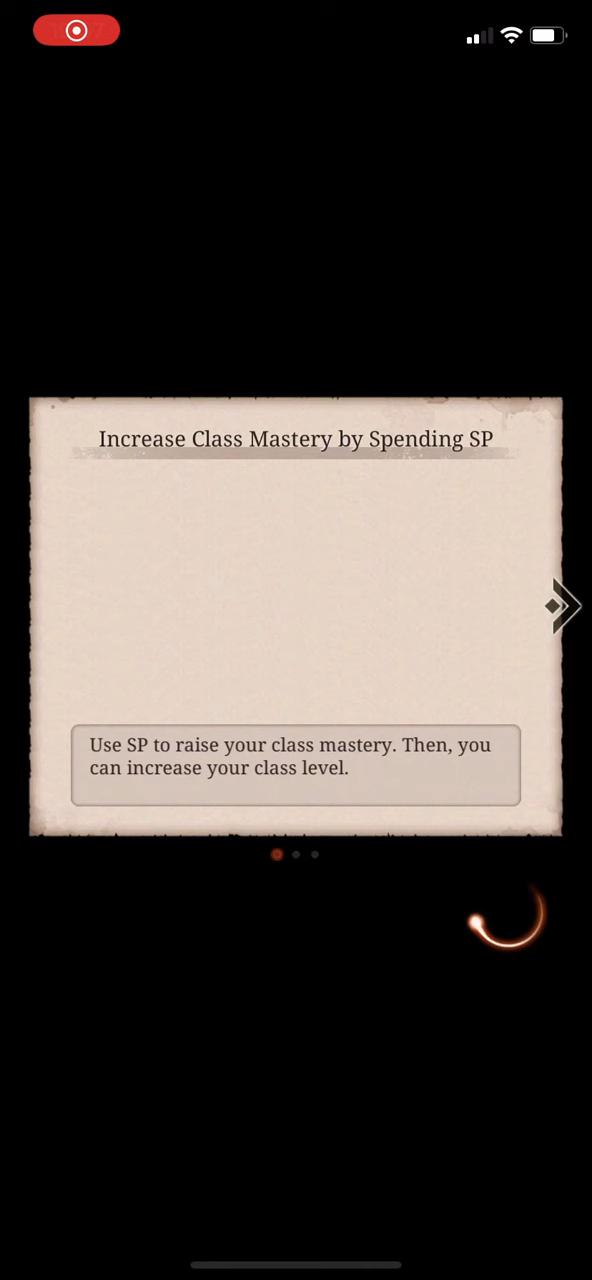 Increase Class Mastery by Spending SP
Use SP to raise your class mastery. Then, you
can increase your class level.